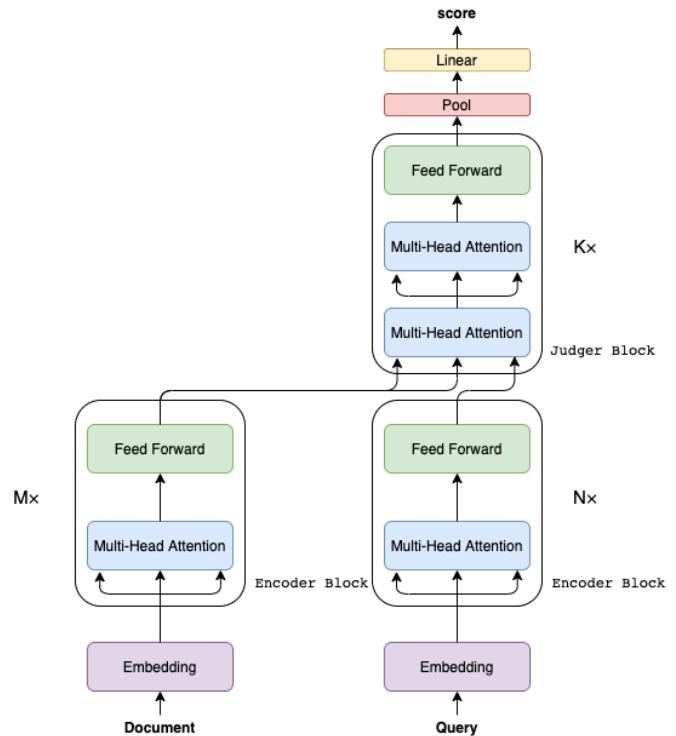 score
Linear
Pool
Feed Forward
Multi-Head Attention
K×
Multi-Head Attention
Judger Block
Feed Forward
Feed Forward
M×
N×
Multi-Head Attention
Multi-Head Attention
Encoder Block
Encoder Block
Embedding
Embedding
Document
Query